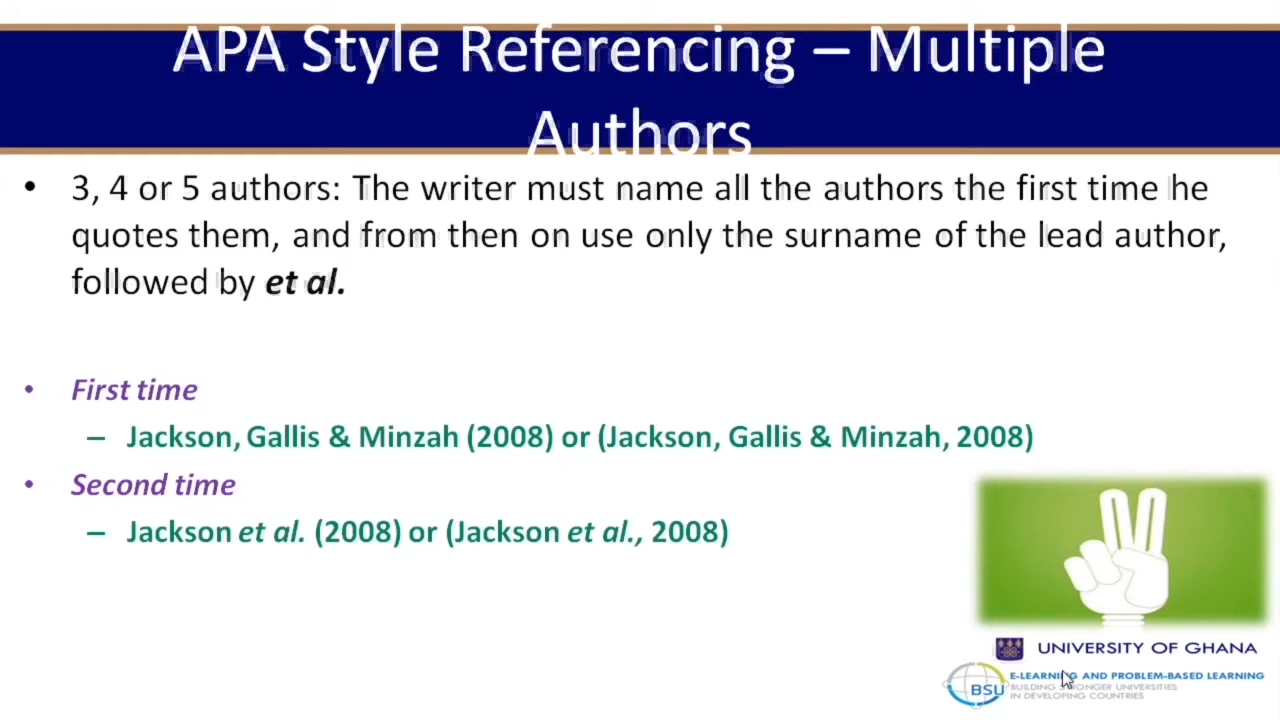 APA Style Referencing – Multiple
Authors
• 3, 4 or 5 authors: The writer must name all the authors the first time he
quotes them, and from then on use only the surname of the lead author,
followed by et al.
• First time
– Jackson, Gallis & Minzah (2008) or (Jackson, Gallis & Minzah, 2008)
• Second time
– Jackson et al. (2008) or (Jackson et al., 2008)
UNIVERSITY OF GHANA
BSU
E-LEARNING AND PROBLEM-BASED LEARNING
BUILDING STRONGER UNIVERSITIES
IN DEVELOPING COUNTRIES